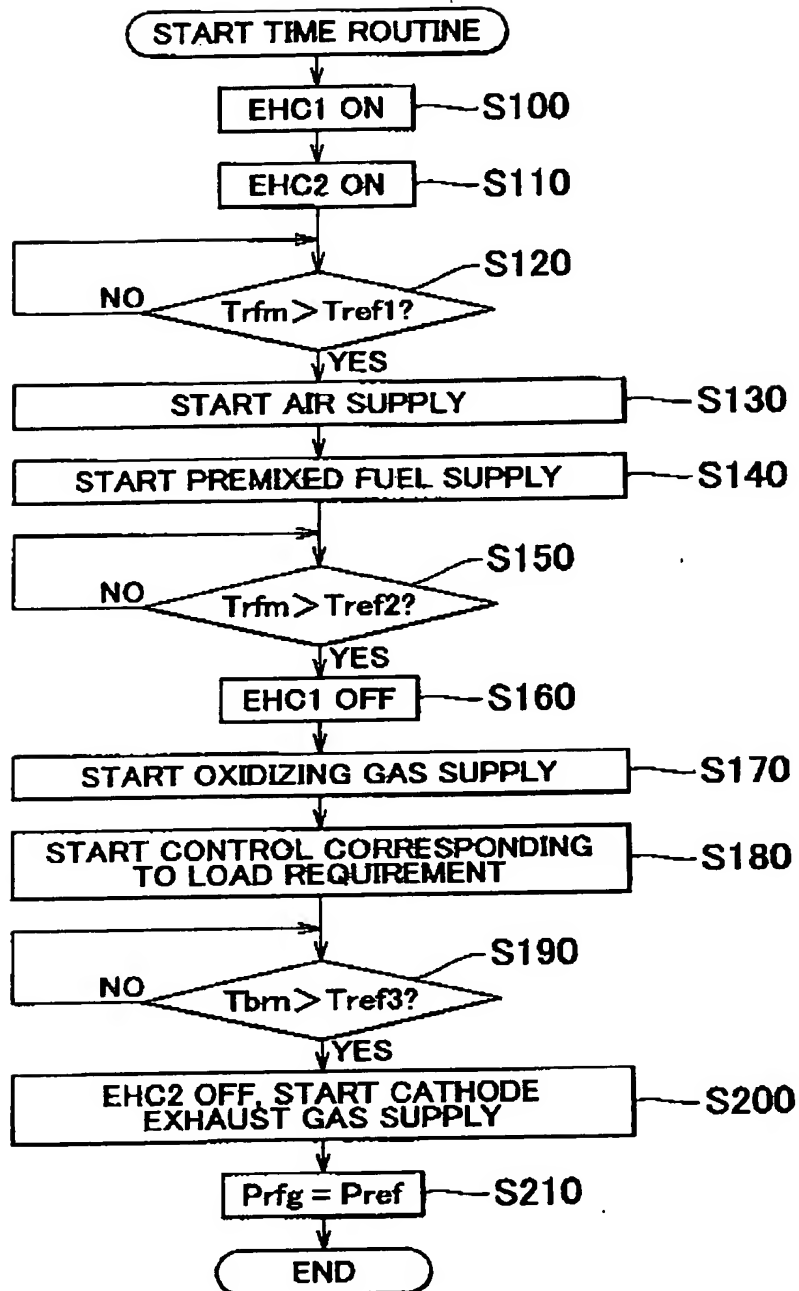 START TIME ROUTINE
EHC1 ON
S100
EHC2 ON
S110
S120
NO
Trfm > Tref1?
YES
START AIR SUPPLY
S130
START PREMIXED FUEL SUPPLY
S140
S150
NO
Trfm > Tref2?
YES
EHC1 OFF
S160
START OXIDIZING GAS SUPPLY
S170
START CONTROL CORRESPONDING
TO LOAD REQUIREMENT
S180
S190
NO
Tbrn > Tref3?
YES
EHC2 OFF, START CATHODE
EXHAUST GAS SUPPLY
S200
Prfg = Pref
S210
END